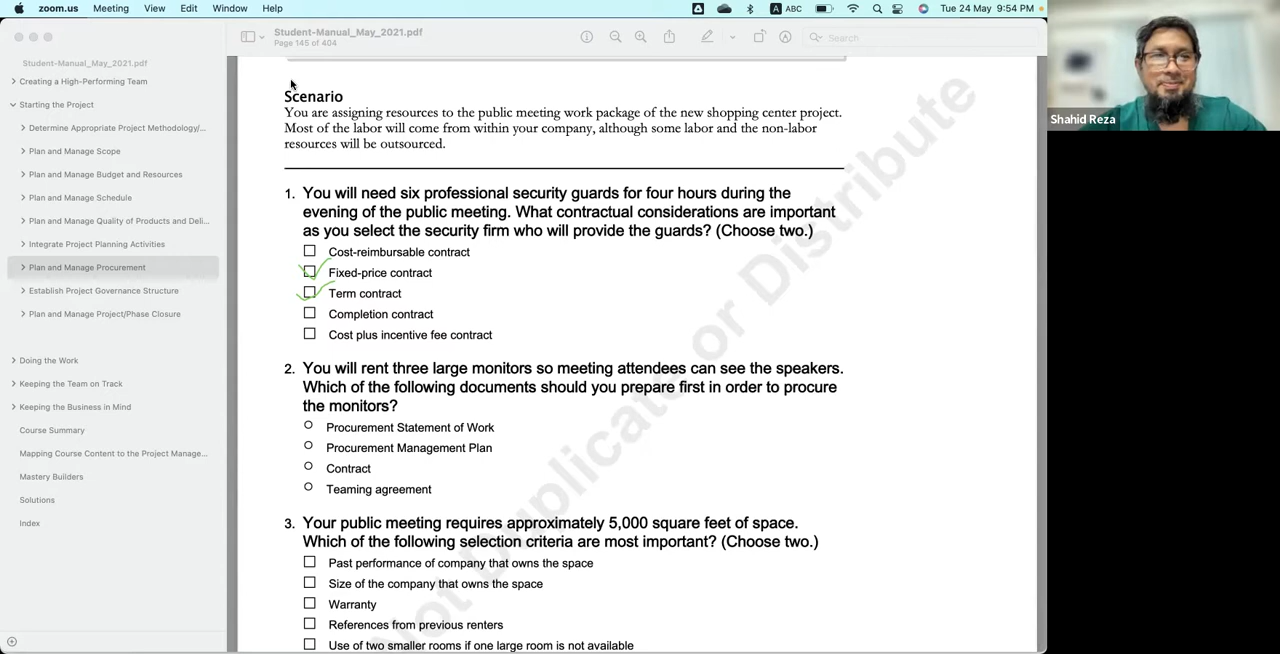 zoom.us Meeting View Edit Window Help
A ABC
Tue 24 May 9:54 PM
Student-Manual_May_2021.pdf
Page 145 of 404
Search
Student-Manual_May_2021.pdf
Creating a High-Performing Team
Starting the Project
Determine Appropriate Project Methodology/...
Plan and Manage Scope
Plan and Manage Budget and Resources
Plan and Manage Schedule
Plan and Manage Quality of Products and Deli...
Integrate Project Planning Activities
Plan and Manage Procurement
Establish Project Governance Structure
Plan and Manage Project/Phase Closure
Doing the Work
Keeping the Team on Track
Keeping the Business in Mind
Course Summary
Mapping Course Content to the Project Manage...
Mastery Builders
Solutions
Index
Scenario
You are assigning resources to the public meeting work package of the new shopping center project.
Most of the labor will come from within your company, although some labor and the non-labor
resources will be outsourced.
1. You will need six professional security guards for four hours during the
evening of the public meeting. What contractual considerations are important
as you select the security firm who will provide the guards? (Choose two.)
Cost-reimbursable contract
Fixed-price contract
Term contract
Completion contract
Cost plus incentive fee contract
2. You will rent three large monitors so meeting attendees can see the speakers.
Which of the following documents should you prepare first in order to procure
the monitors?
Procurement Statement of Work
Procurement Management Plan
Contract
Teaming agreement
3. Your public meeting requires approximately 5,000 square feet of space.
Which of the following selection criteria are most important? (Choose two.)
Past performance of company that owns the space
Size of the company that owns the space
Warranty
References from previous renters
Use of two smaller rooms if one large room is not available
Not Duplicate or Distribute
Shahid Reza